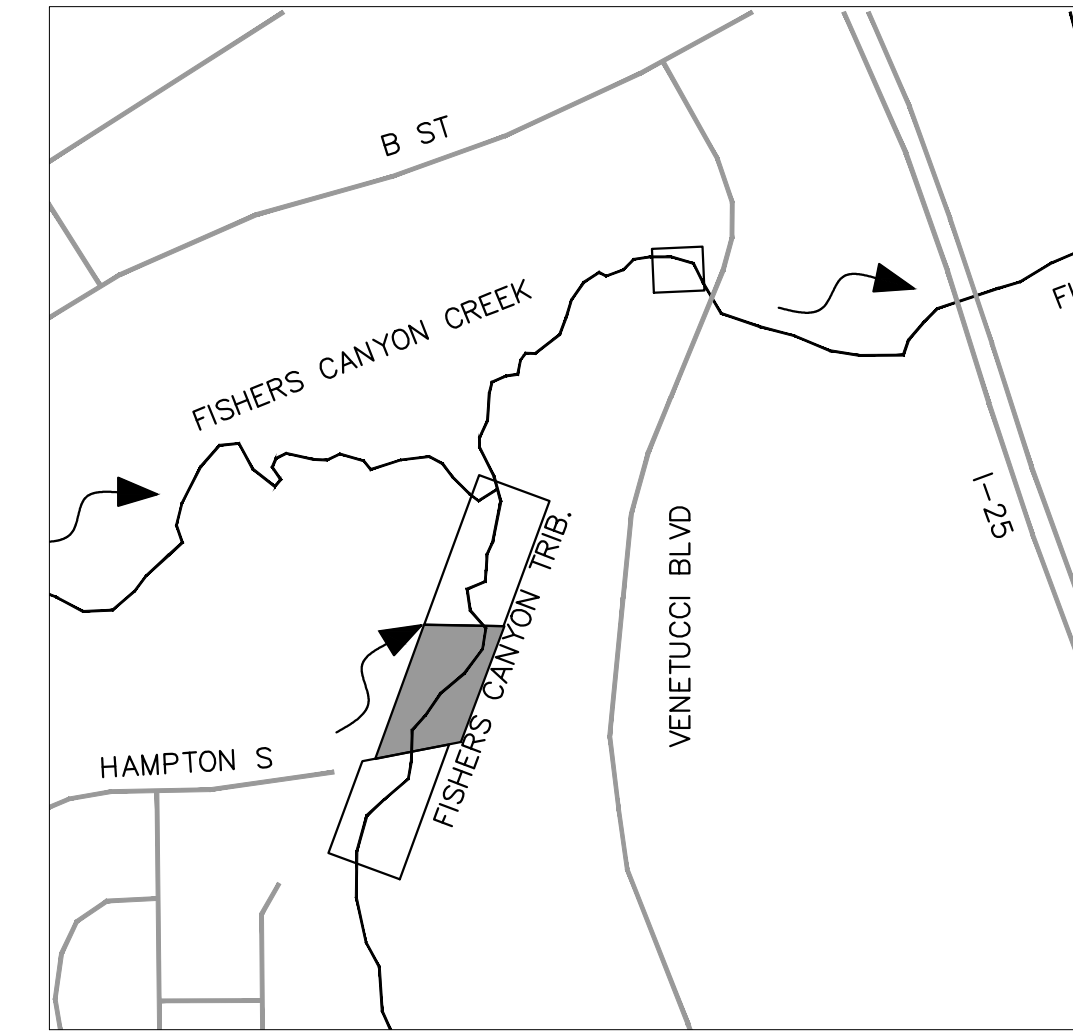 B ST
FISHERS CANYON CREEK
I-25
FISHERS CANYON TRIB.
VENETUCCI BLVD
HAMPTON S